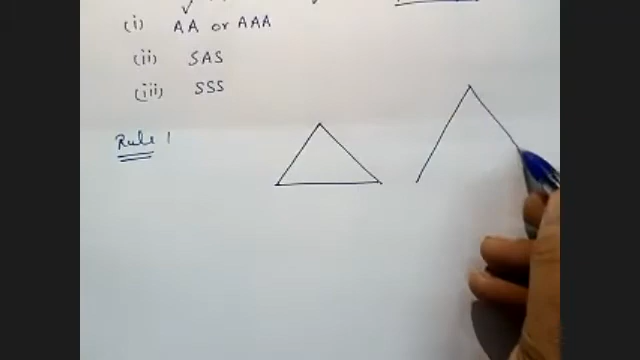 (i) AA or AAA
(ii) SAS
(iii) SSS
Rule 1